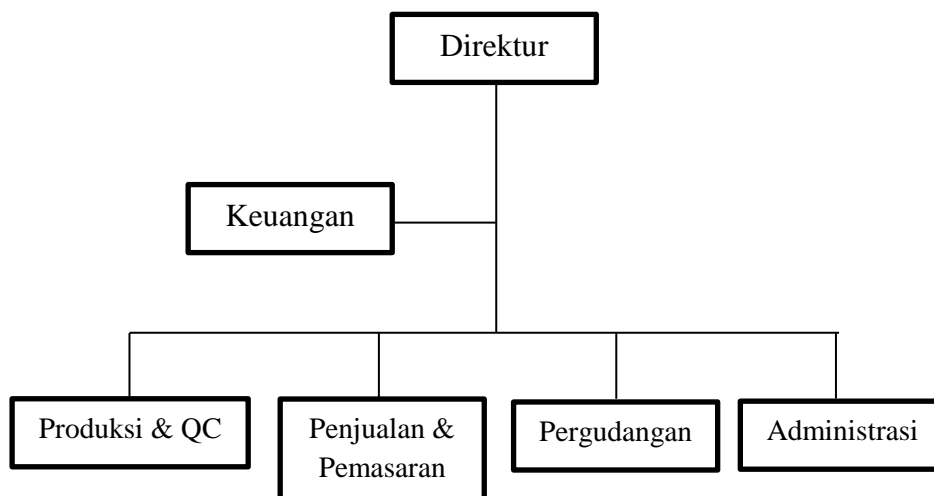 Direktur
Keuangan
Produksi & QC
Penjualan &
Pemasaran
Pergudangan
Administrasi